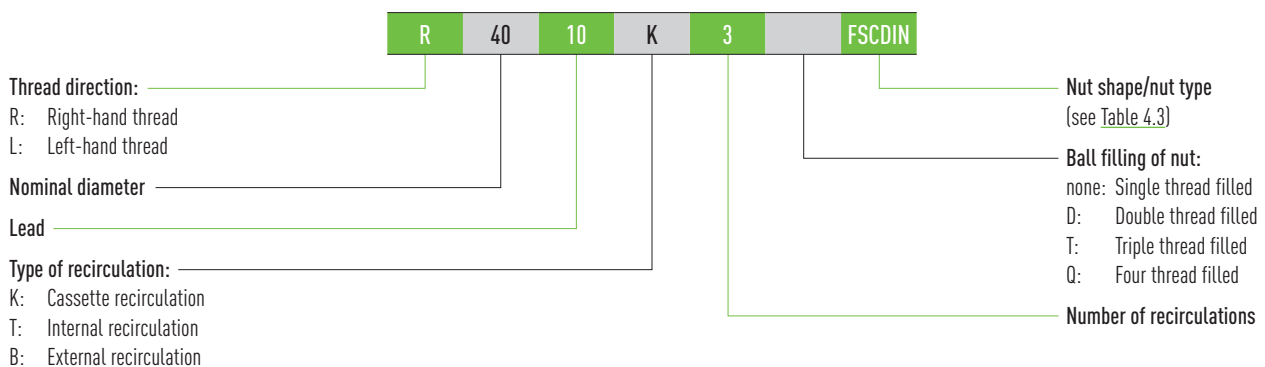 R 40 10 K 3 FSCDIN
Thread direction:
R: Right-hand thread
L: Left-hand thread
Nominal diameter
Lead
Type of recirculation:
K: Cassette recirculation
T: Internal recirculation
B: External recirculation
Nut shape/nut type
(see Table 4.3)
Ball filling of nut:
none: Single thread filled
D: Double thread filled
T: Triple thread filled
Q: Four thread filled
Number of recirculations